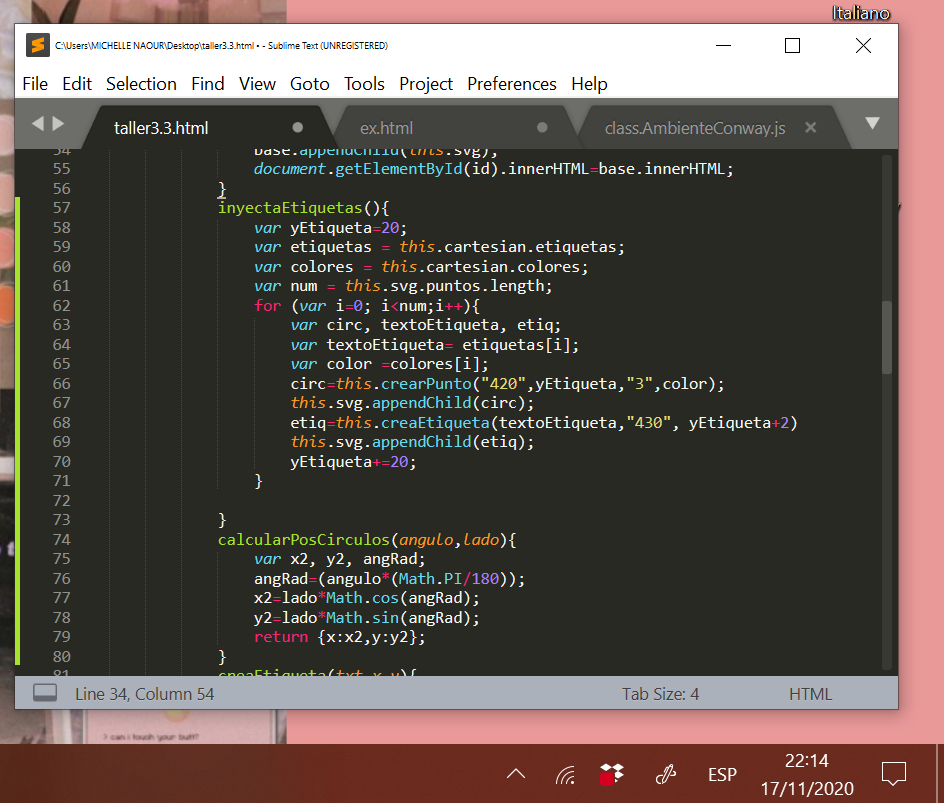 Italiano
C:\Users\MICHELLE NAOUR\Desktop\taller3.3.html • - Sublime Text (UNREGISTERED)
File Edit Selection Find View Goto Tools Project Preferences Help
taller3.3.html ex.html class.AmbienteConway.js
54 base.appendChild(this.svg);
55 document.getElementById(id).innerHTML=base.innerHTML;
56 }
57 inyectaEtiquetas(){
58 var yEtiqueta=20;
59 var etiquetas = this.cartesian.etiquetas;
60 var colores = this.cartesian.colores;
61 var num = this.svg.puntos.length;
62 for (var i=0; i<num;i++){
63 var circ, textoEtiqueta, etiq;
64 var textoEtiqueta= etiquetas[i];
65 var color =colores[i];
66 circ=this.crearPunto("420",yEtiqueta,"3",color);
67 this.svg.appendChild(circ);
68 etiq=this.creaEtiqueta(textoEtiqueta,"430", yEtiqueta+2)
69 this.svg.appendChild(etiq);
70 yEtiqueta+=20;
71 }
72
73 }
74 calcularPosCirculos(angulo,lado){
75 var x2, y2, angRad;
76 angRad=(angulo*(Math.PI/180));
77 x2=lado*Math.cos(angRad);
78 y2=lado*Math.sin(angRad);
79 return {x:x2,y:y2};
80 }
81 creaEtiqueta(txt,x,y){
Line 34, Column 54 Tab Size: 4 HTML
? can i touch your butt?
ESP
22:14
17/11/2020